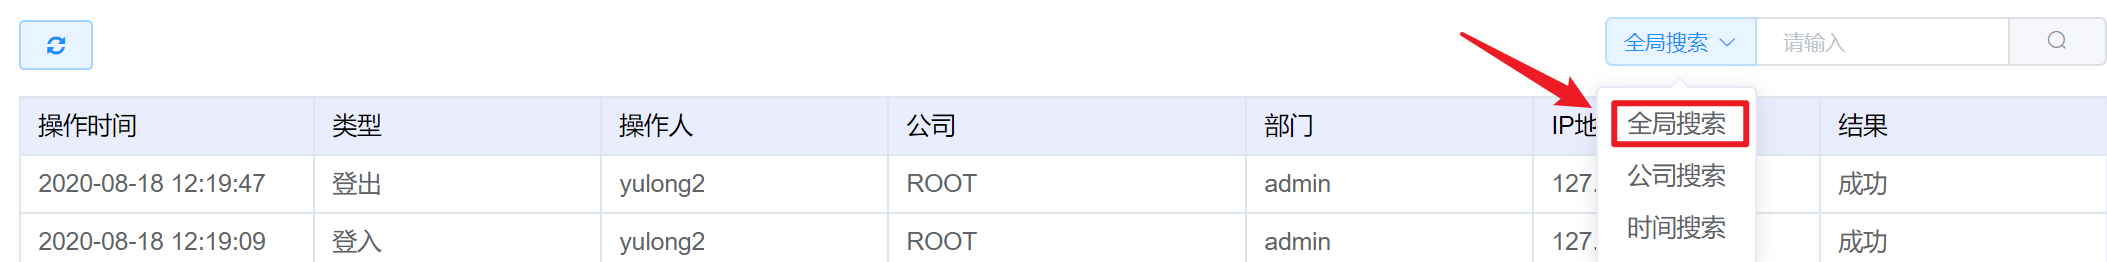 全局搜索 请输入
操作时间 类型 操作人 公司 部门 IP地 结果
全局搜索
2020-08-18 12:19:47 登出 yulong2 ROOT admin 127. 成功
公司搜索
时间搜索
2020-08-18 12:19:09 登入 yulong2 ROOT admin 127. 成功